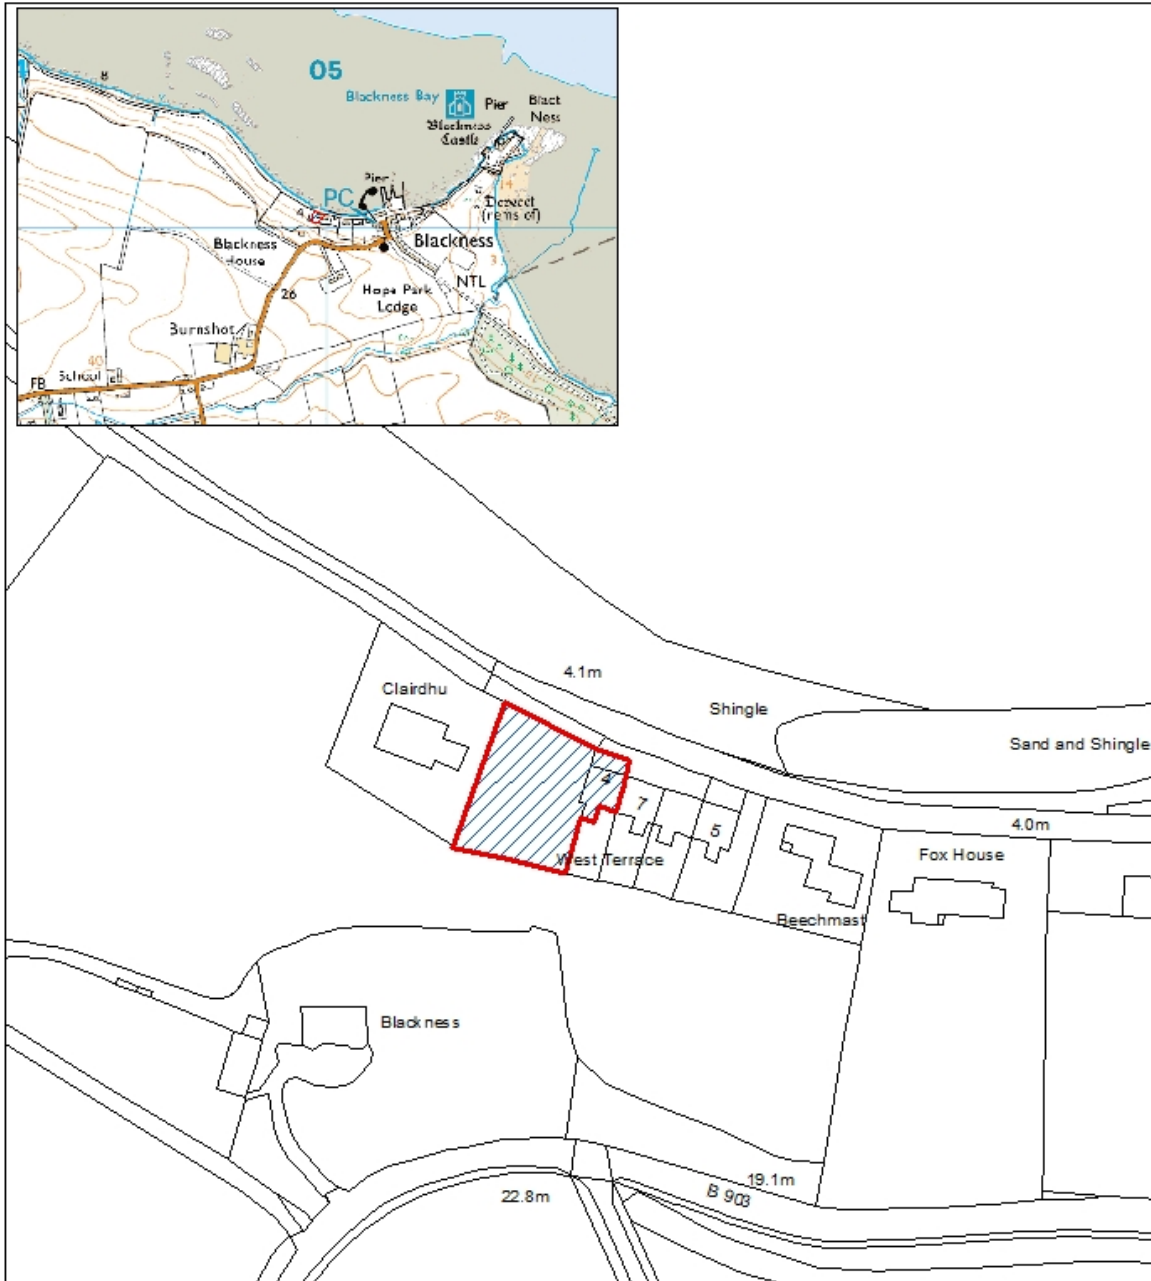 05
8
Blackness Bay
Pier
Black
Ness
Blackness
Castle
Pier
PC
4
Dovecot
(rems of)
Blackness
House
Blackness
3
NTL
26
Hope Park
Lodge
Burnshot
40
School
FB
4.1m
Clairdhu
Shingle
Sand and Shingle
4
7
5
4.0m
West Terrace
Fox House
Beechmast
Blackness
19.1m
22.8m
B 903